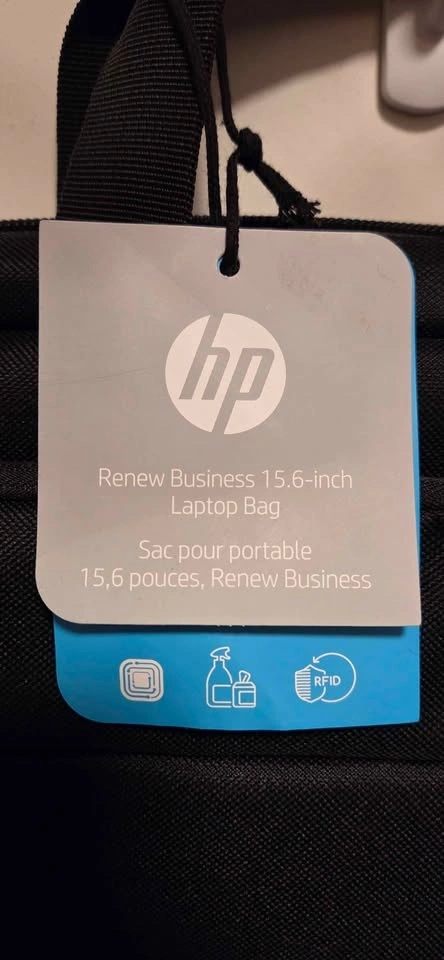 hp
Renew Business 15.6-inch
Laptop Bag
Sac pour portable
15,6 pouces, Renew Business
RFID